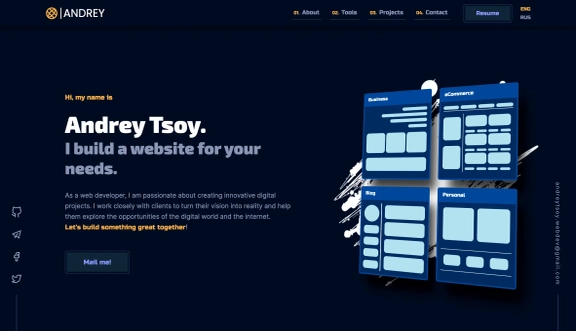 |ANDREY
01. About
02. Tools
03. Projects
04. Contact
Resume
ENG
RUS
Hi, my name is
Andrey Tsoy.
I build a website for your
needs.
As a web developer, I am passionate about creating innovative digital
projects. I work closely with clients to turn their vision into reality and help
them explore the opportunities of the digital world and the internet.
Let's build something great together!
Mail me!
Business
eCommerce
Blog
Personal
andreytsoy.webdev@gmail.com